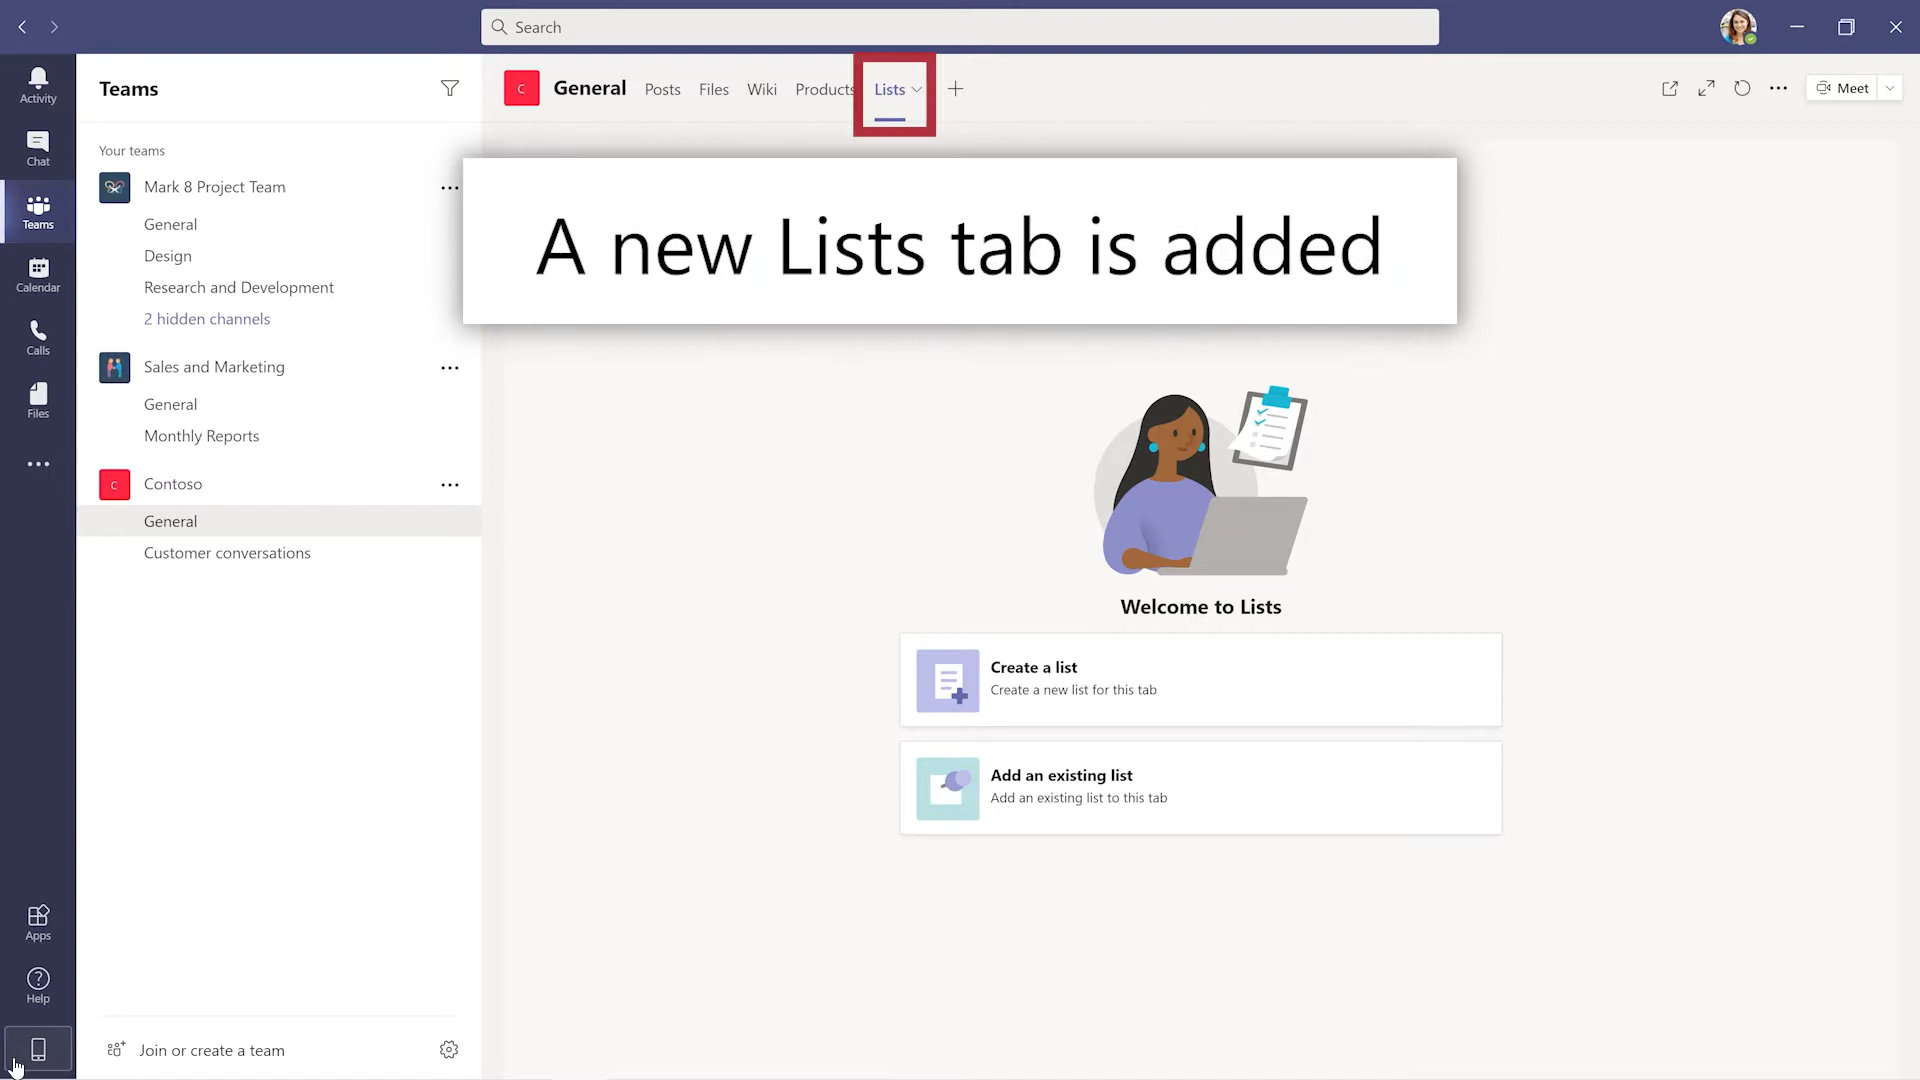 Search
Activity
Chat
Teams
Calendar
Calls
Files
Apps
Help
Teams
Your teams
Mark 8 Project Team
General
Design
Research and Development
2 hidden channels
Sales and Marketing
General
Monthly Reports
C
Contoso
General
Customer conversations
Join or create a team
C General Posts Files Wiki Products Lists
Meet
A new Lists tab is added
Welcome to Lists
Create a list
Create a new list for this tab
Add an existing list
Add an existing list to this tab